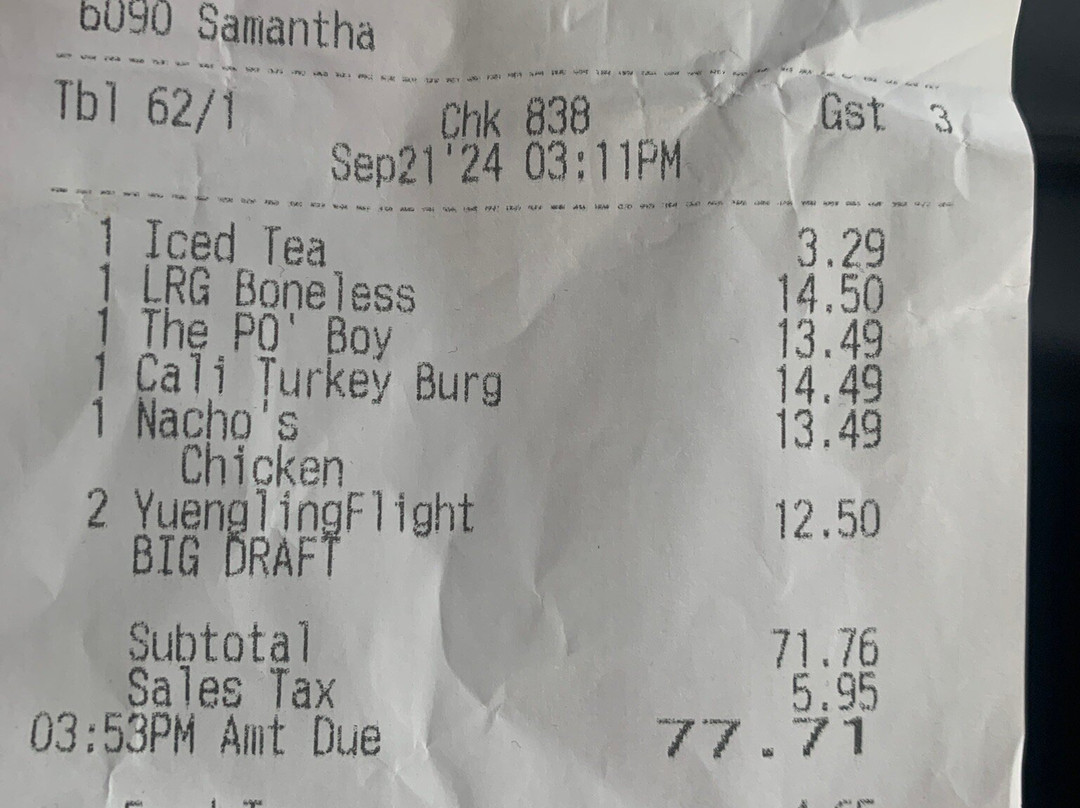 6090 Samantha
Tbl 62/1 Chk 838 Gst 3
Sep21'24 03:11PM
1 Iced Tea 3.29
1 LRG Boneless 14.50
1 The PO' Boy 13.49
1 Cali Turkey Burg 14.49
1 Nacho's 13.49
Chicken
2 YuenglingFlight 12.50
BIG DRAFT
Subtotal 71.76
Sales Tax 5.95
03:53PM Amt Due 77.71